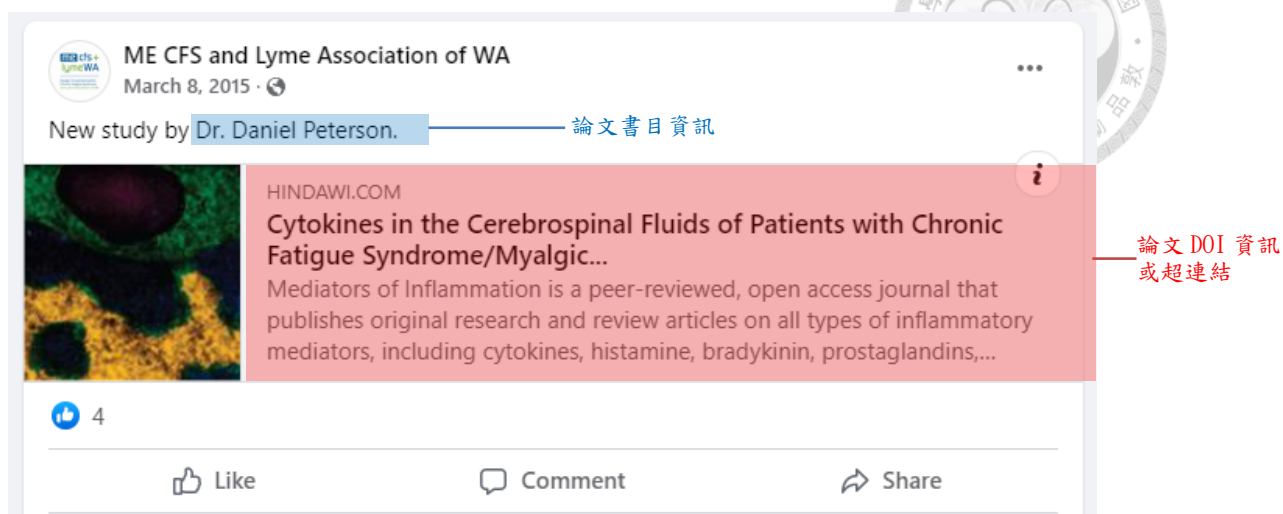 ME CFS and Lyme Association of WA
March 8, 2015 ·
New study by Dr. Daniel Peterson.
論文書目資訊
HINDAWI.COM
Cytokines in the Cerebrospinal Fluids of Patients with Chronic
Fatigue Syndrome/Myalgic...
Mediators of Inflammation is a peer-reviewed, open access journal that
publishes original research and review articles on all types of inflammatory
mediators, including cytokines, histamine, bradykinin, prostaglandins,...
論文 DOI 資訊
或超連結
4
Like
Comment
Share